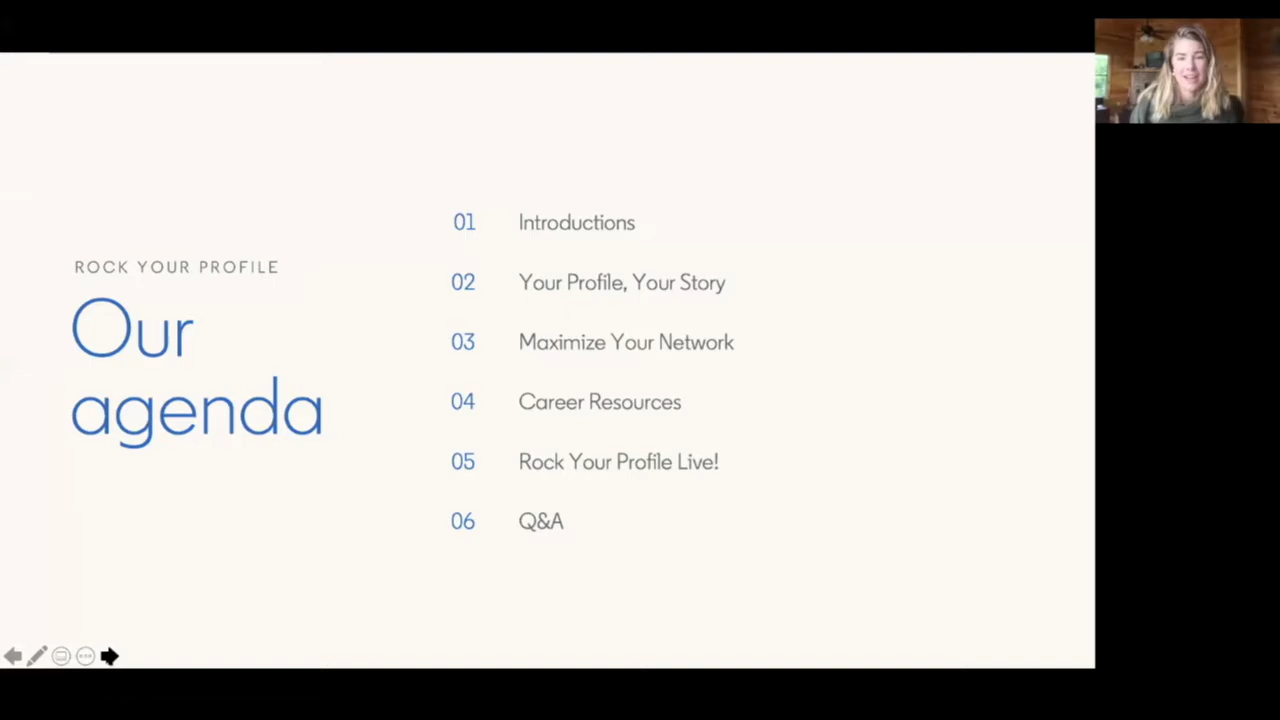 ROCK YOUR PROFILE
Our
agenda
01 Introductions
02 Your Profile, Your Story
03 Maximize Your Network
04 Career Resources
05 Rock Your Profile Live!
06 Q&A